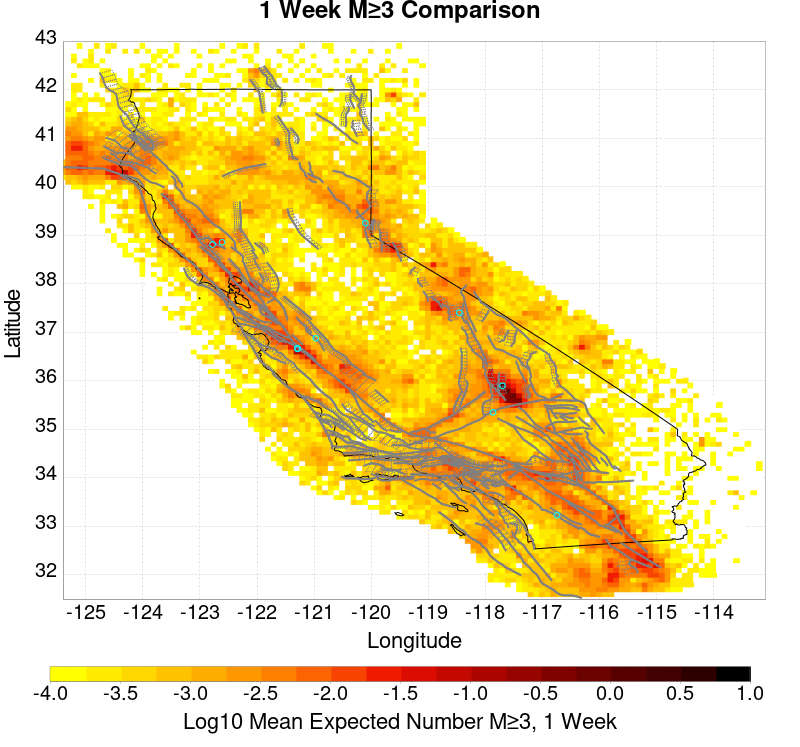 1 Week M≥3 Comparison
43
42
41
40
39
38
37
36
35
34
33
32
Latitude
-125 -124 -123 -122 -121 -120 -119 -118 -117 -116 -115 -114
Longitude
-4.0 -3.5 -3.0 -2.5 -2.0 -1.5 -1.0 -0.5 0.0 0.5 1.0
Log10 Mean Expected Number M≥3, 1 Week